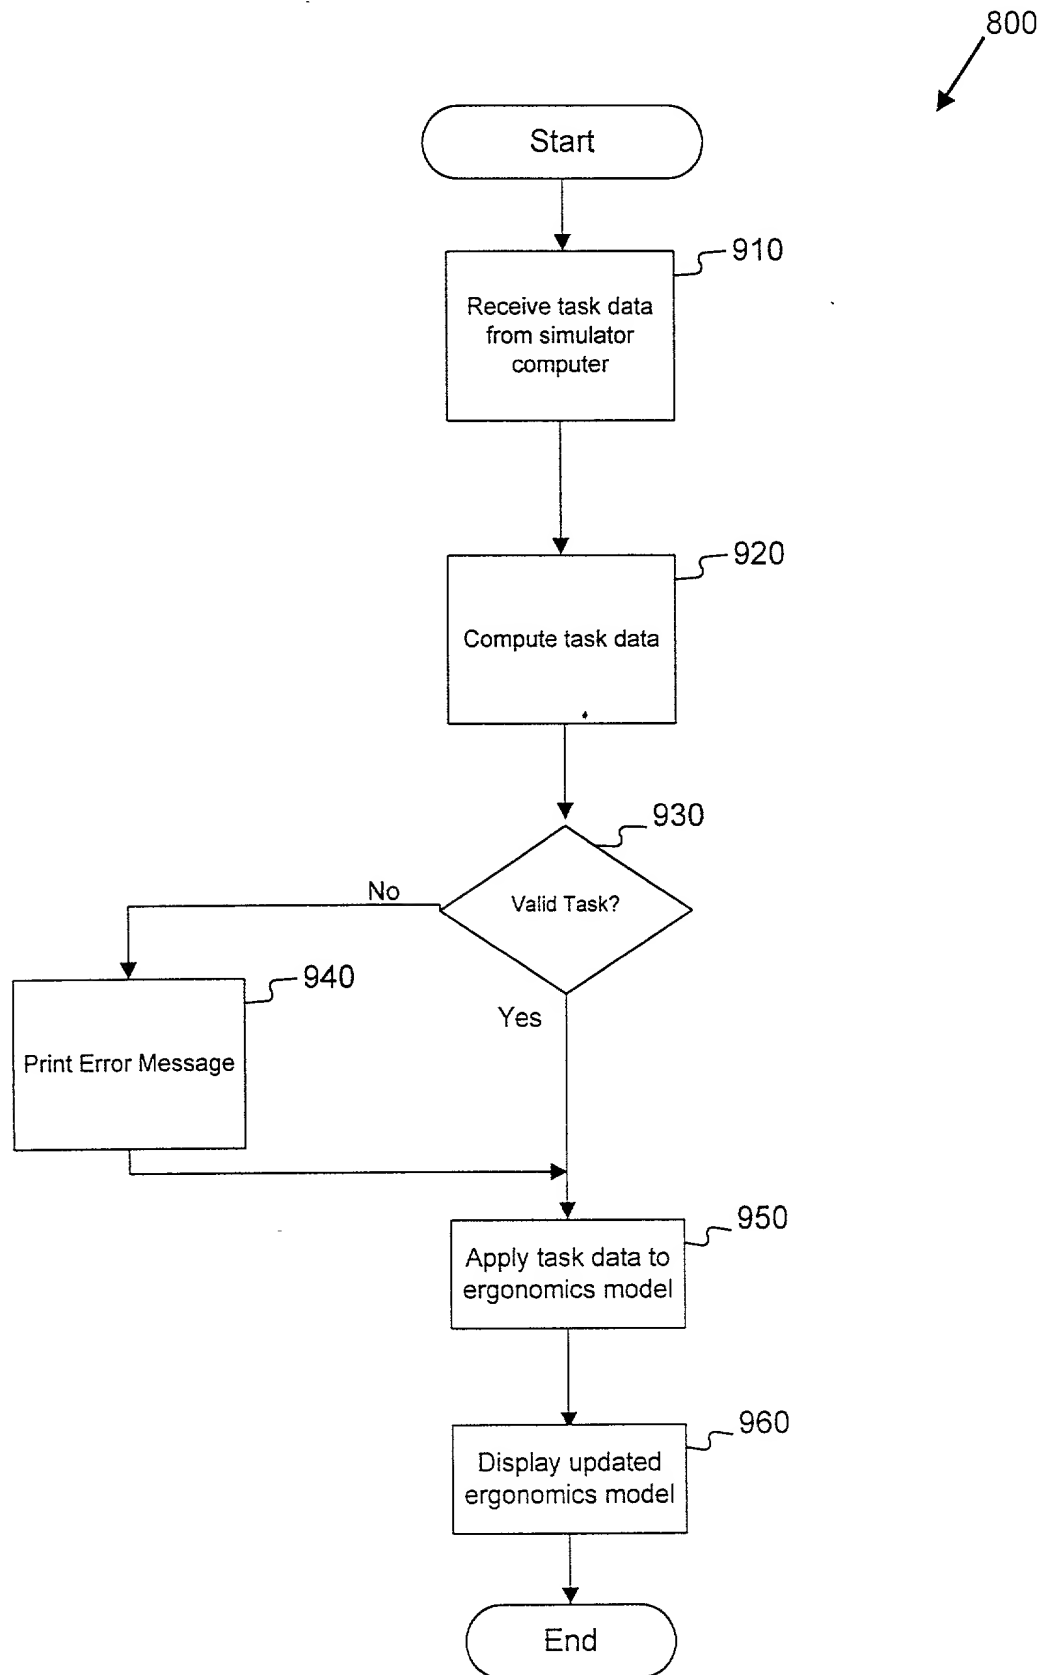 800
Start
910
Receive task data
from simulator
computer
920
Compute task data
930
Valid Task?
No
Yes
940
Print Error Message
950
Apply task data to
ergonomics model
960
Display updated
ergonomics model
End